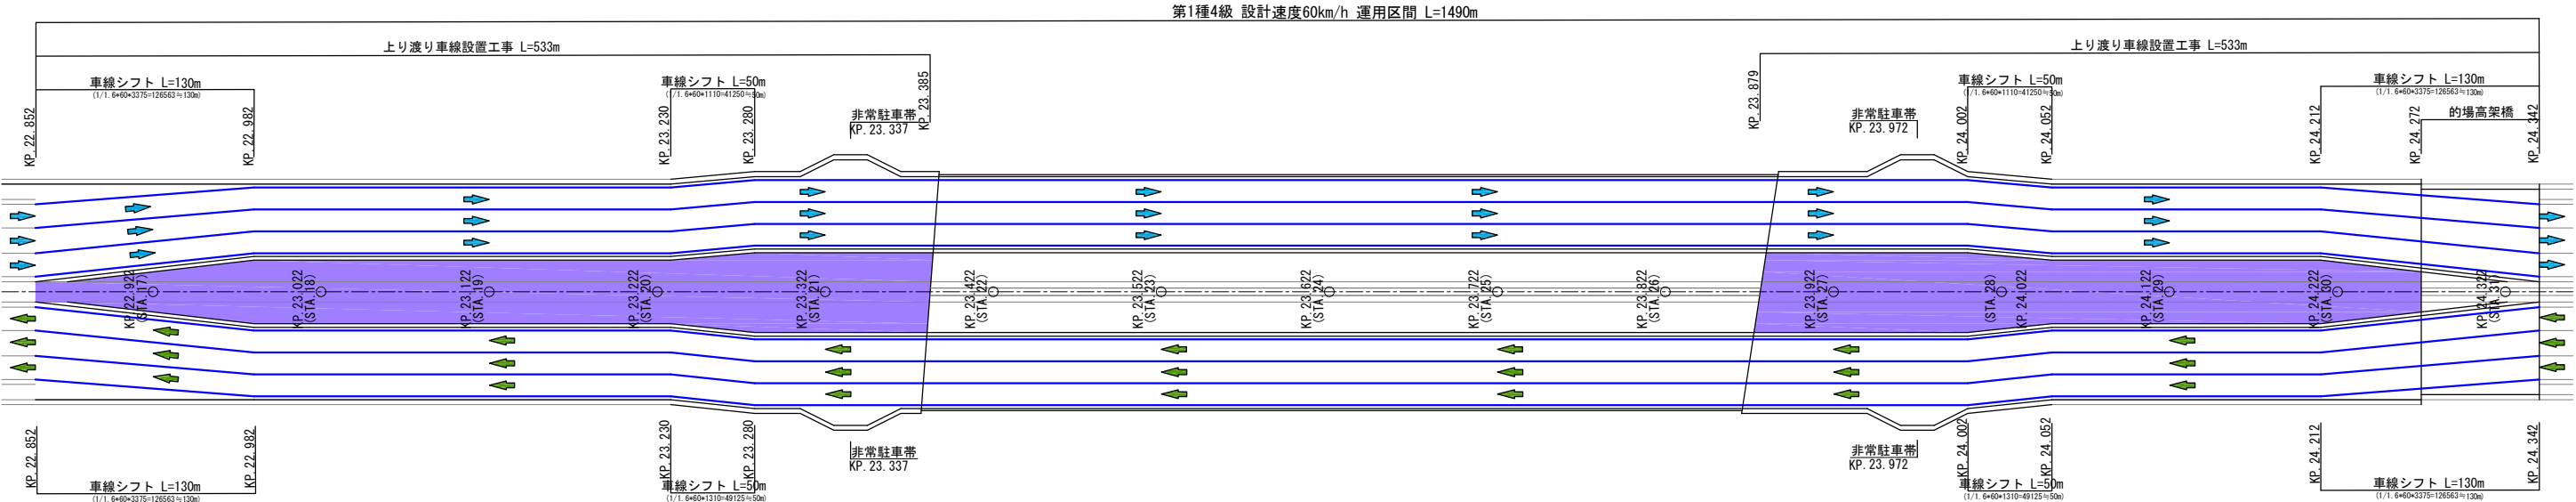 第1種4級 設計速度60km/h 運用区間 L=1490m
上り渡り車線設置工事 L=533m
上り渡り車線設置工事 L=533m
車線シフト L=130m
(1/1.6*60*3375=126563≒130m)
車線シフト L=50m
(1/1.6*60*1110=41250≒50m)
車線シフト L=50m
(1/1.6*60*1110=41250≒50m)
車線シフト L=130m
(1/1.6*60*3375=126563≒130m)
KP.22.852
KP.22.982
KP.23.230
KP.23.280
非常駐車帯
KP.23.337
KP.23.385
KP.23.879
非常駐車帯
KP.23.972
KP.24.002
KP.24.052
KP.24.212
KP.24.272
的場高架橋
KP.24.342
KP.22.922
(STA.17)
KP.23.022
(STA.18)
KP.23.122
(STA.19)
KP.23.222
(STA.20)
KP.23.322
(STA.21)
KP.23.422
(STA.22)
KP.23.522
(STA.23)
KP.23.622
(STA.24)
KP.23.722
(STA.25)
KP.23.822
(STA.26)
KP.23.922
(STA.27)
(STA.28)
KP.24.022
KP.24.122
(STA.29)
KP.24.222
(STA.30)
KP.24.322
(STA.31)
KP.22.852
KP.22.982
KP.23.230
KP.23.280
非常駐車帯
KP.23.337
非常駐車帯
KP.23.972
KP.24.002
KP.24.052
KP.24.212
KP.24.342
車線シフト L=130m
(1/1.6*60*3375=126563≒130m)
車線シフト L=50m
(1/1.6*60*1310=49125≒50m)
車線シフト L=50m
(1/1.6*60*1310=49125≒50m)
車線シフト L=130m
(1/1.6*60*3375=126563≒130m)